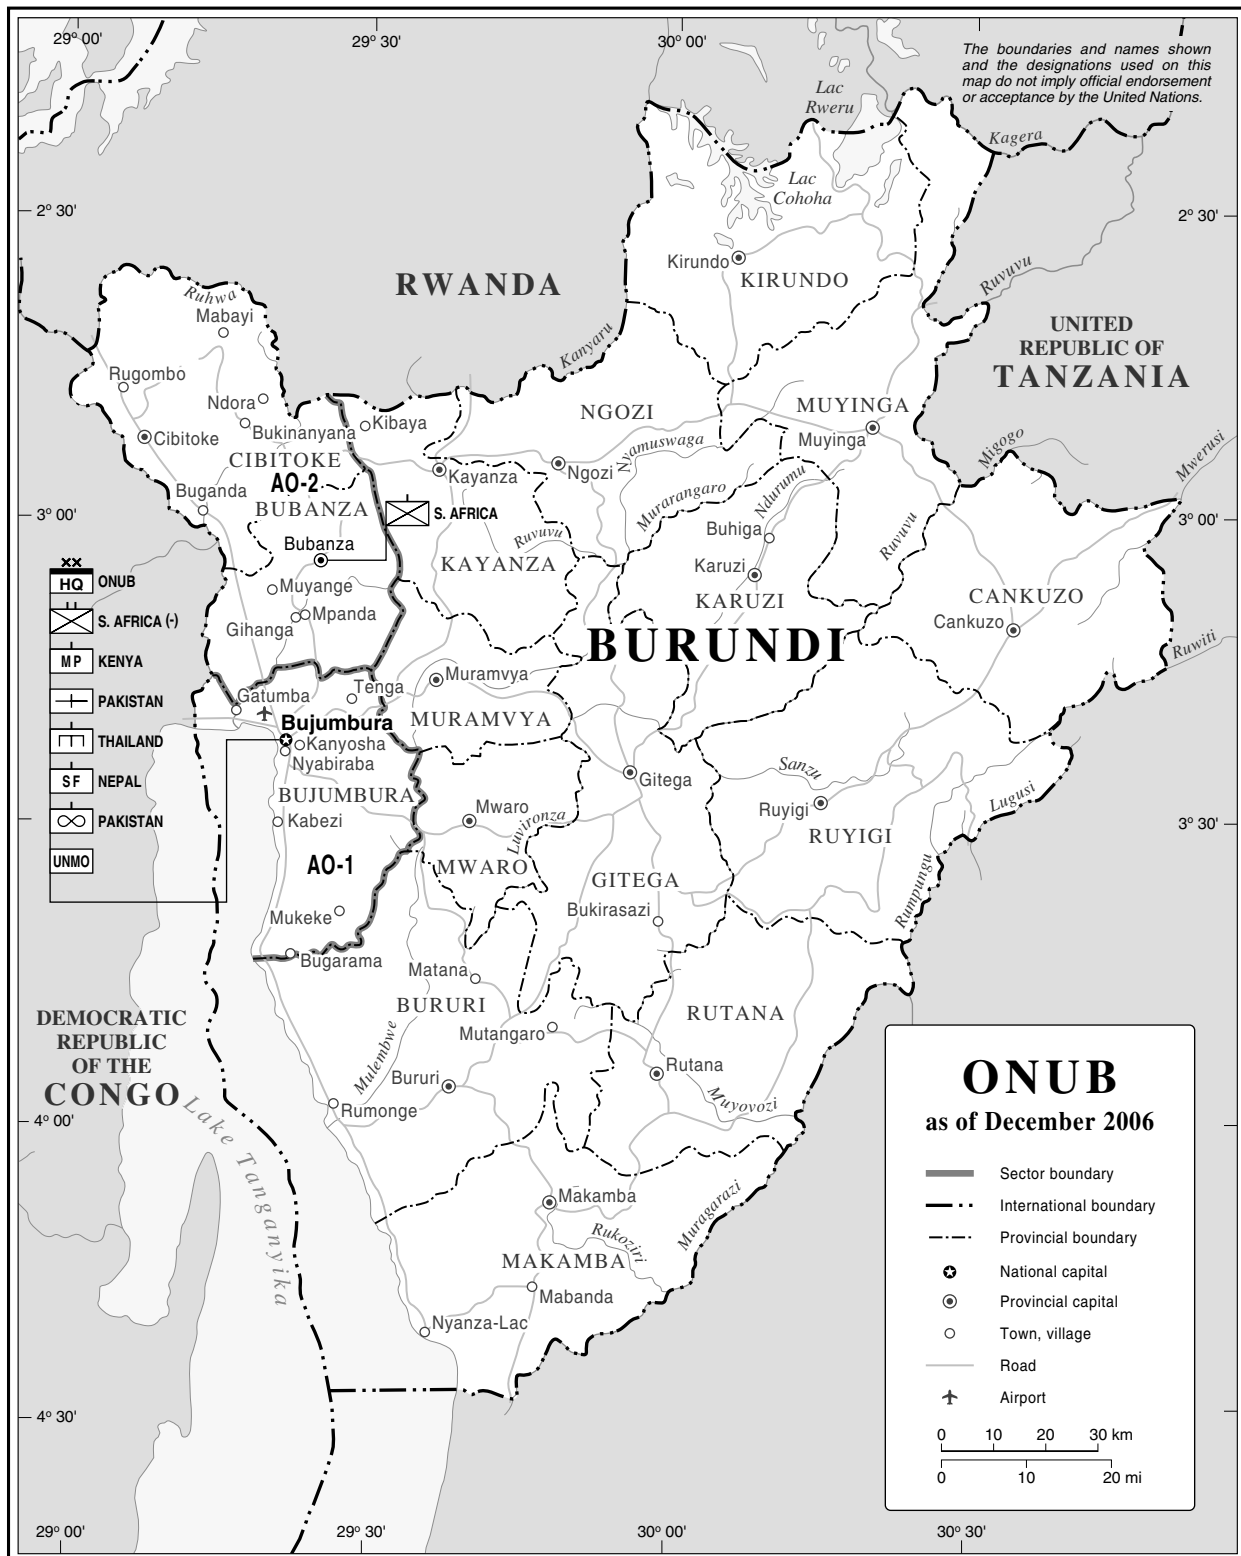 29° 00'
29° 30'
30° 00'
The boundaries and names shown
and the designations used on this
map do not imply official endorsement
or acceptance by the United Nations.
Lac
Rweru
Kagera
Lac
Cohoha
2° 30'
2° 30'
Kirundo
KIRUNDO
RWANDA
Ruvuvu
Ruhwa
Mabayi
UNITED
REPUBLIC OF
TANZANIA
Kanyaru
Rugombo
Ndora
NGOZI
MUYINGA
Cibitoke
Bukinanyana
Kibaya
Muyinga
Nyamuswaga
Migogo
Mwerusi
CIBITOKE
AO-2
Kayanza
Ngozi
Buganda
BUBANZA
S. AFRICA
Murarangaro
Ndurumu
3° 00'
3° 00'
Bubanza
Ruvuvu
Buhiga
Ruvuvu
KAYANZA
Karuzi
KARUZI
CANKUZO
Cankuzo
XX
HQ
ONUB
S. AFRICA (-)
MP
KENYA
PAKISTAN
THAILAND
SF
NEPAL
PAKISTAN
UNMO
Muyange
Mpanda
Gihanga
BURUNDI
Ruwiti
Gatumba
Tenga
Muramvya
Bujumbura
MURAMVYA
Kanyosha
Nyabiraba
Gitega
Sanzu
BUJUMBURA
Mwaro
Ruyigi
Lugusi
Kabezi
Luvironza
RUYIGI
3° 30'
AO-1
MWARO
GITEGA
Rumpungu
Mukeke
Bukirasazi
Bugarama
Matana
BURURI
RUTANA
DEMOCRATIC
REPUBLIC
OF THE
CONGO
Mutangaro
Mulembwe
Bururi
Rutana
Muyovozi
4° 00'
Rumonge
Lake Tanganyika
Makamba
Muragarazi
Rukoziri
MAKAMBA
Mabanda
Nyanza-Lac
4° 30'
ONUB
as of December 2006
Sector boundary
International boundary
Provincial boundary
National capital
Provincial capital
Town, village
Road
Airport
0 10 20 30 km
0 10 20 mi
29° 00'
29° 30'
30° 00'
30° 30'